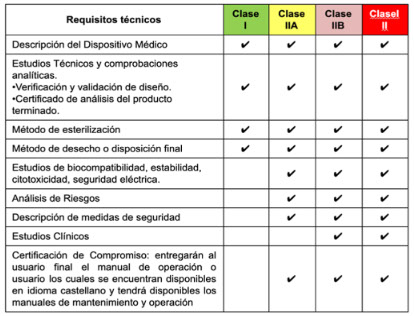 Requisitos técnicos Clase I Clase IIA Clase IIB Clasel II
Descripción del Dispositivo Médico ✔ ✔ ✔ ✔
Estudios Técnicos y comprobaciones
analíticas.
•Verificación y validación de diseño. ✔ ✔ ✔ ✔
•Certificado de análisis del producto
terminado.
Método de esterilización ✔ ✔ ✔ ✔
Método de desecho o disposición final ✔ ✔ ✔ ✔
Estudios de biocompatibilidad, estabilidad, ✔ ✔ ✔
citotoxicidad, seguridad eléctrica.
Análisis de Riesgos ✔ ✔ ✔
Descripción de medidas de seguridad ✔ ✔ ✔
Estudios Clínicos ✔ ✔
Certificación de Compromiso: entregarán al
usuario final el manual de operación o
usuario los cuales se encuentran disponibles ✔ ✔ ✔
en idioma castellano y tendrá disponibles los
manuales de mantenimiento y operación